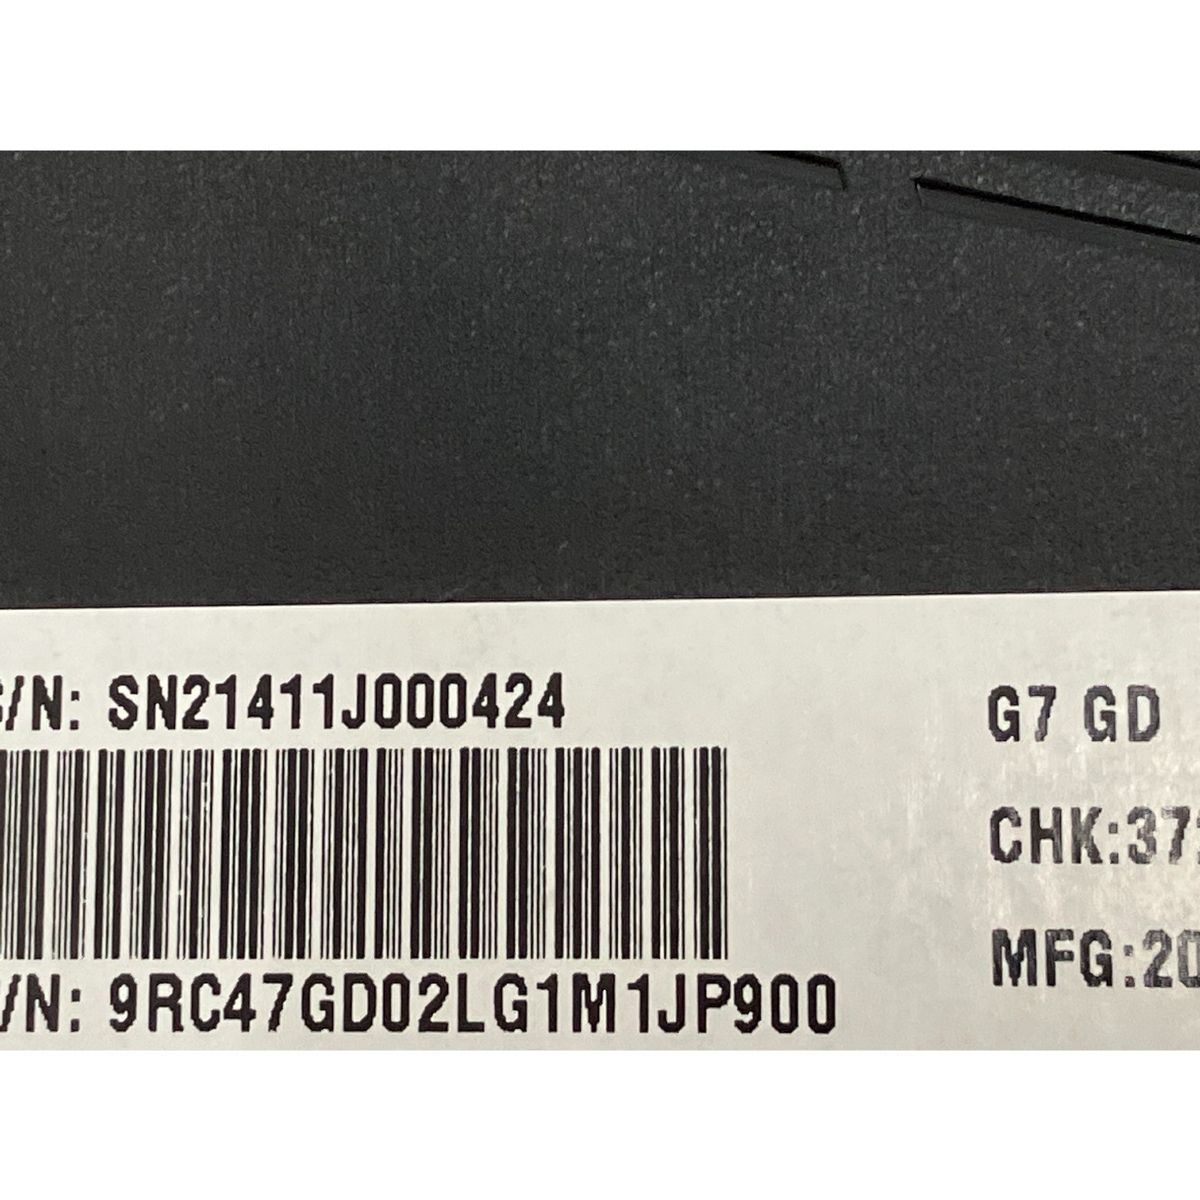 S/N: SN21411J000424
G7 GD
CHK:37
MFG:20
/N: 9RC47GD02LG1M1JP900